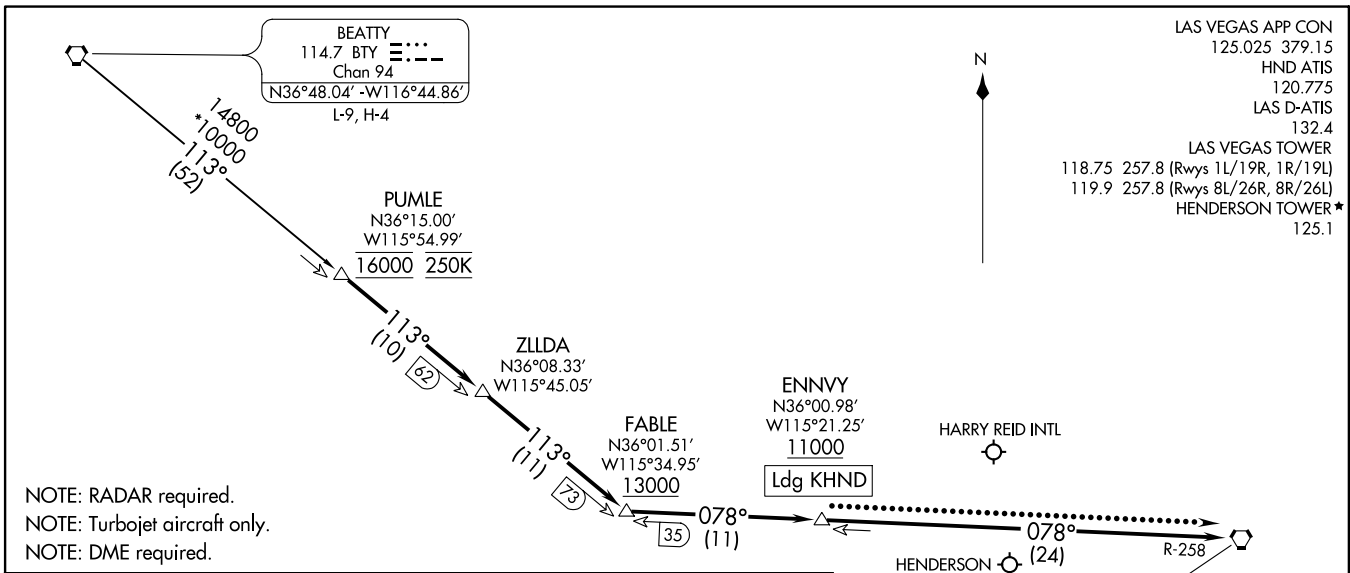 BEATTY
114.7 BTY
Chan 94
N36°48.04' -W116°44.86'
L-9, H-4
N
LAS VEGAS APP CON
125.025 379.15
HND ATIS
120.775
LAS D-ATIS
132.4
LAS VEGAS TOWER
118.75 257.8 (Rwys 1L/19R, 1R/19L)
119.9 257.8 (Rwys 8L/26R, 8R/26L)
HENDERSON TOWER★
125.1
14800
*10000
113°
(52)
PUMLE
N36°15.00'
W115°54.99'
16000 250K
113°
(10)
62
ZLLDA
N36°08.33'
W115°45.05'
113°
(11)
73
FABLE
N36°01.51'
W115°34.95'
13000
35
078°
(11)
ENNVY
N36°00.98'
W115°21.25'
11000
Ldg KHND
HARRY REID INTL
078°
(24)
R-258
HENDERSON
NOTE: RADAR required.
NOTE: Turbojet aircraft only.
NOTE: DME required.